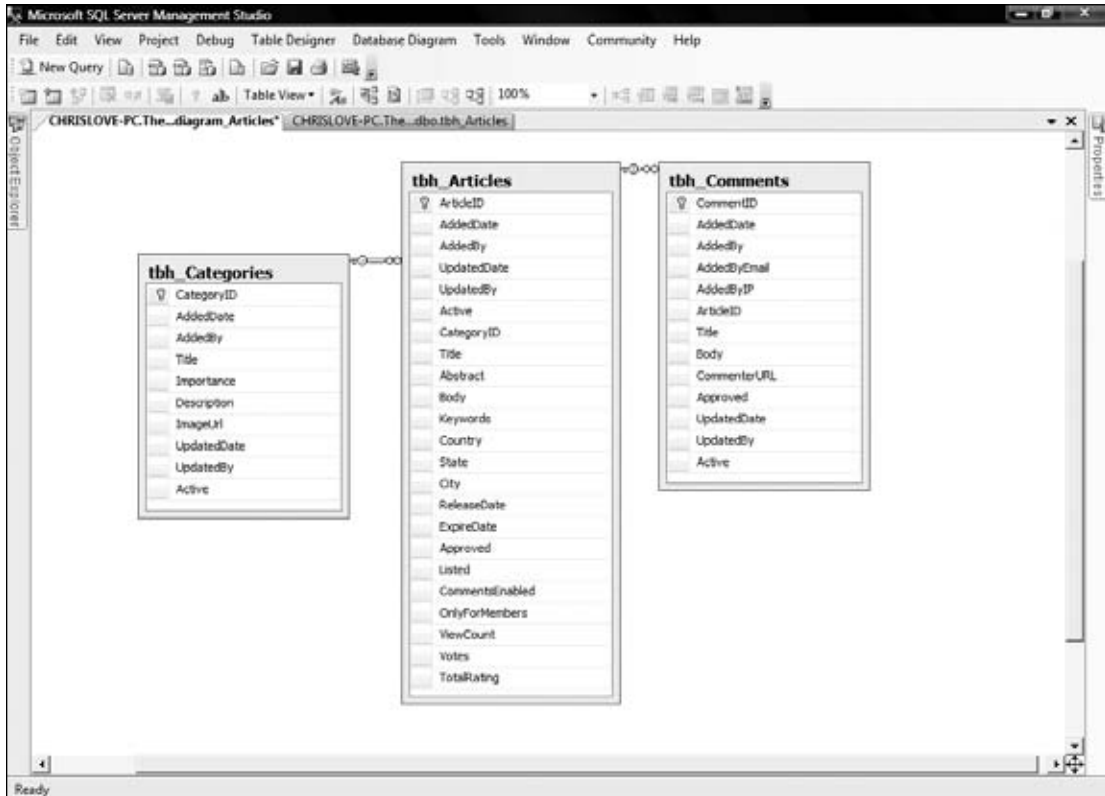 Microsoft SQL Server Management Studio
File Edit View Project Debug Table Designer Database Diagram Tools Window Community Help
New Query
ab Table View 100%
CHRISLOVE-PC.The...diagram_Articles* CHRISLOVE-PC.The...dbo.tbh_Articles
Object Explorer
Properties
tbh_Categories
CategoryID
AddedDate
AddedBy
Title
Importance
Description
ImageUrl
UpdatedDate
UpdatedBy
Active
tbh_Articles
ArticleID
AddedDate
AddedBy
UpdatedDate
UpdatedBy
Active
CategoryID
Title
Abstract
Body
Keywords
Country
State
City
ReleaseDate
ExpireDate
Approved
Listed
CommentsEnabled
OnlyForMembers
ViewCount
Votes
TotalRating
tbh_Comments
CommentID
AddedDate
AddedBy
AddedByEmail
AddedByIP
ArticleID
Title
Body
CommenterURL
Approved
UpdatedDate
UpdatedBy
Active
Ready